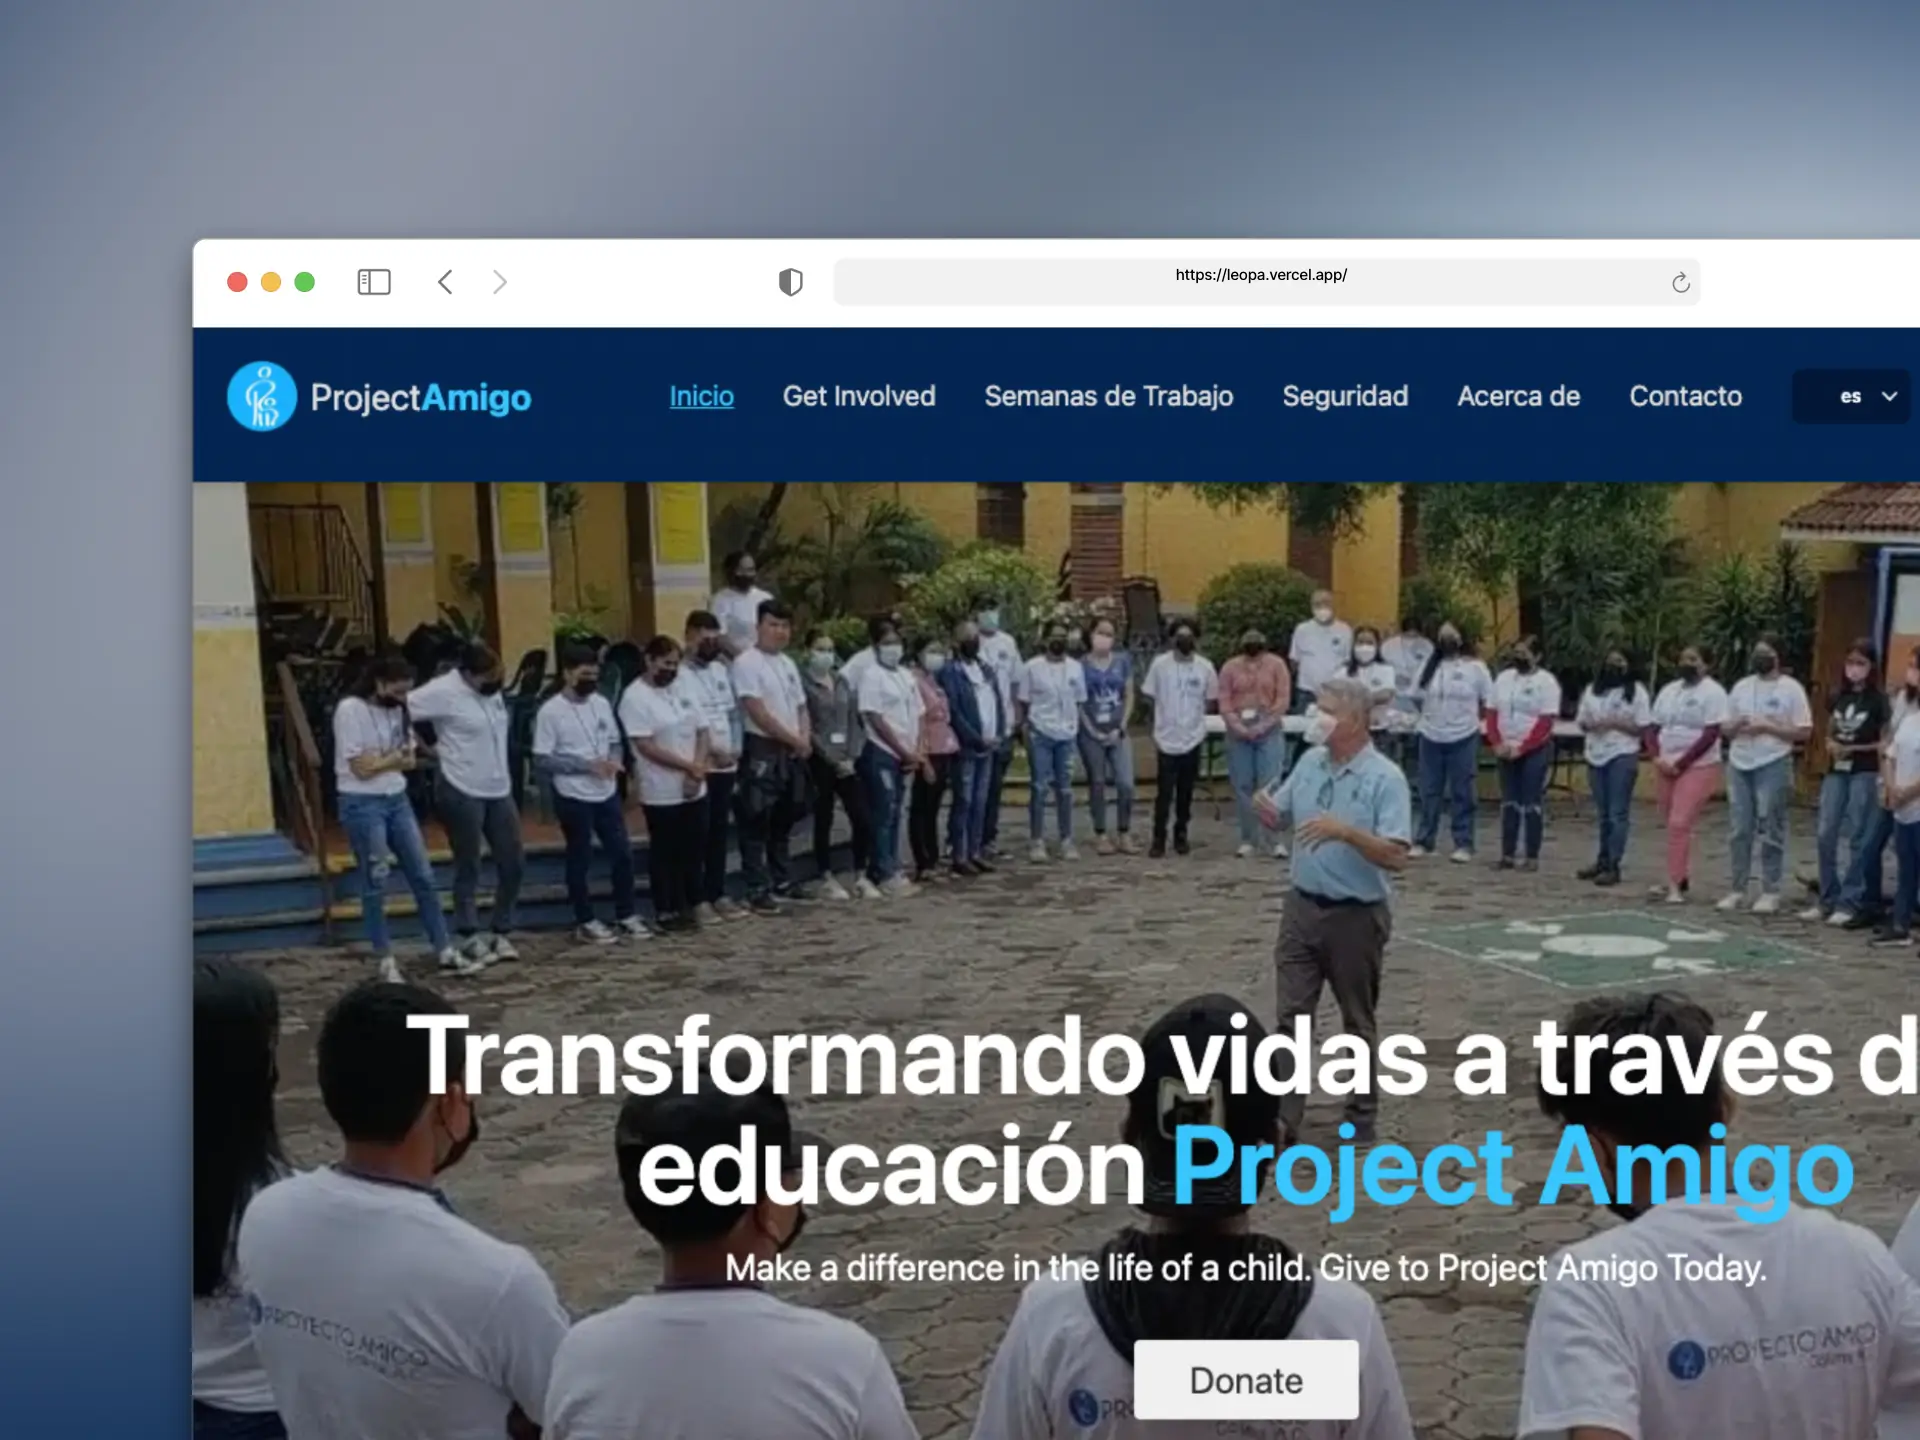 https://leopa.vercel.app/
ProjectAmigo
Inicio
Get Involved
Semanas de Trabajo
Seguridad
Acerca de
Contacto
es
Transformando vidas a través d
educación Project Amigo
Make a difference in the life of a child. Give to Project Amigo Today.
PROYECTO AMIGO
PROYECTO AMIGO
Donate